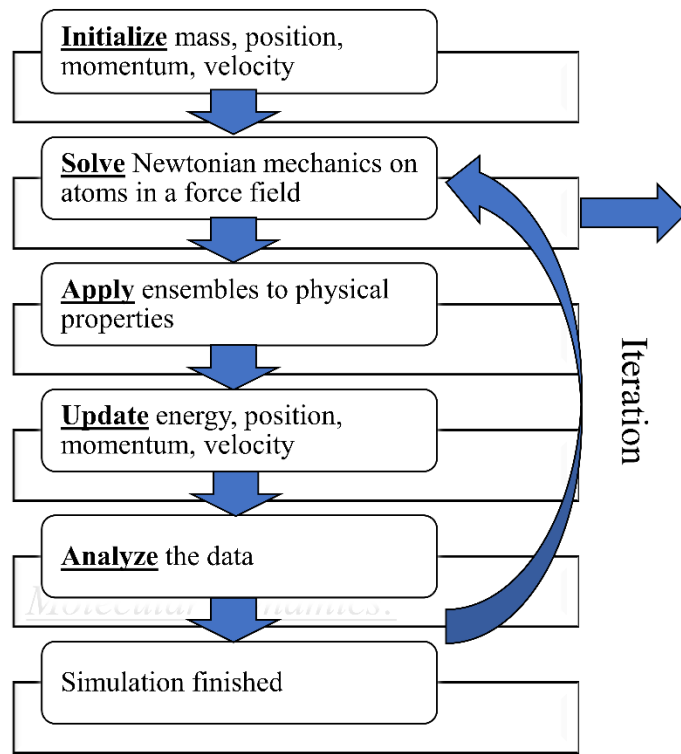 Initialize mass, position,
momentum, velocity
Solve Newtonian mechanics on
atoms in a force field
Apply ensembles to physical
properties
Update energy, position,
momentum, velocity
Analyze the data
Molecular
Simulation finished
Iteration